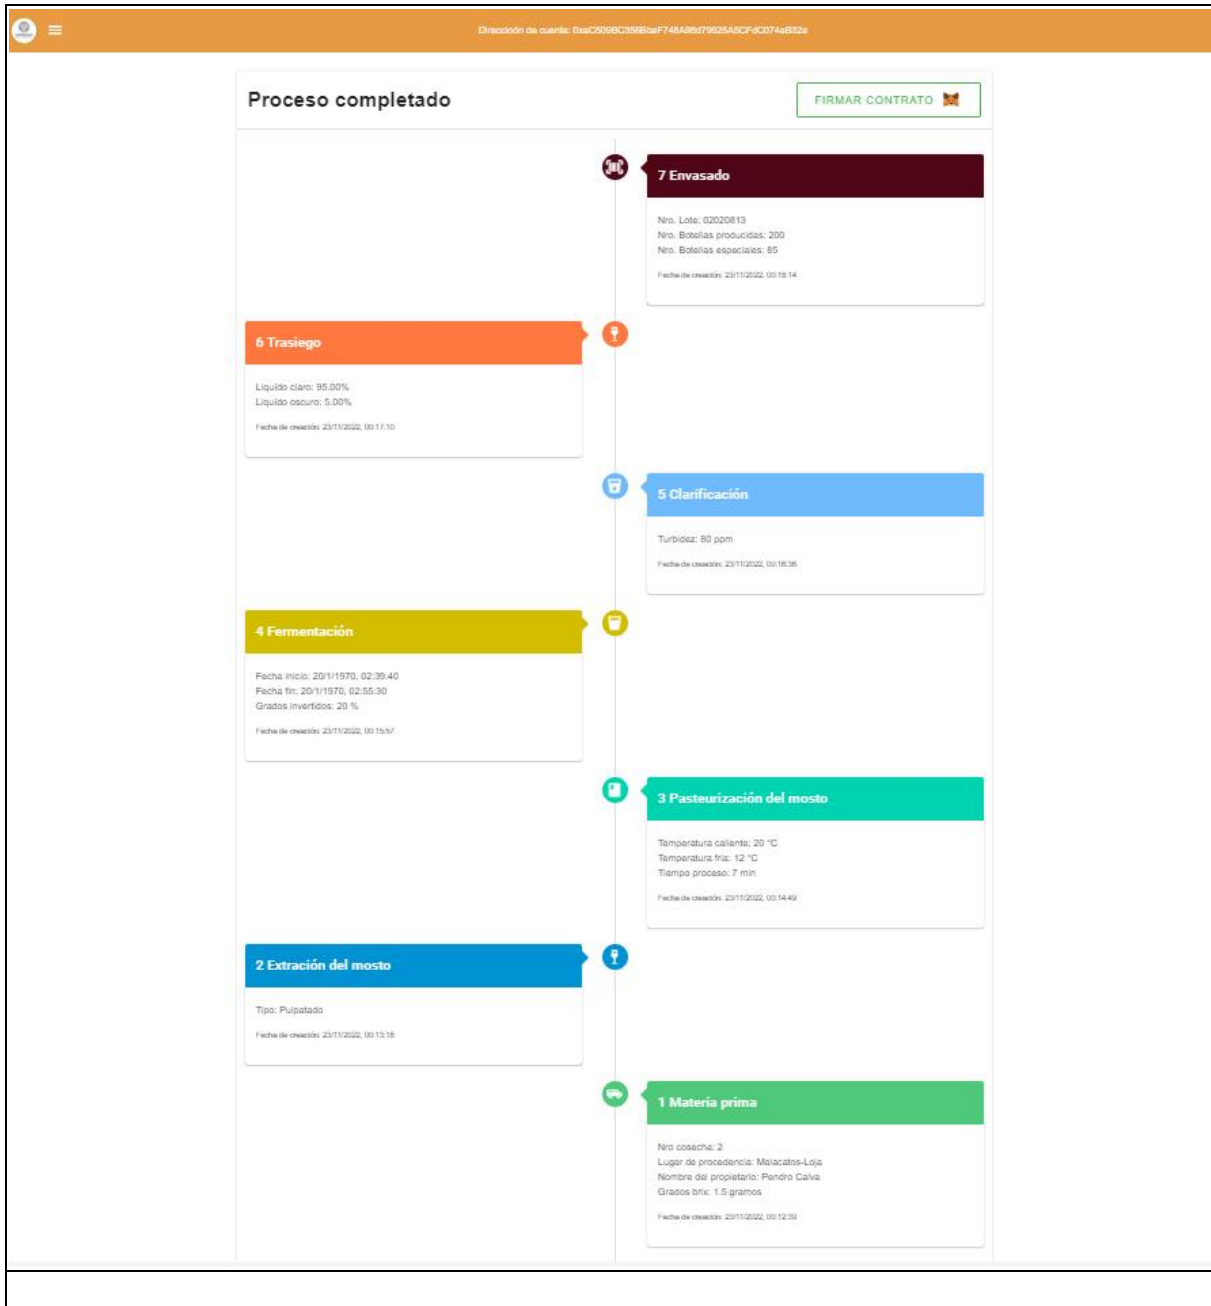 Dirección de cuenta:
Proceso completado
FIRMAR CONTRATO
7 Envasado
Nro. Lote: 02020813
Nro. Botellas producidas: 200
Nro. Botellas especiales: 85
Fecha de creación: 23/11/2022, 00:18:14
6 Trasiego
Liquido claro: 95.00%
Liquido oscuro: 5.00%
Fecha de creación: 23/11/2022, 00:17:10
5 Clarificación
Turbidez: 80 ppm
Fecha de creación: 23/11/2022, 00:16:36
4 Fermentación
Fecha inicio: 20/1/1970, 02:39:40
Fecha fin: 20/1/1970, 02:55:30
Grados invertidos: 20 %
Fecha de creación: 23/11/2022, 00:15:57
3 Pasteurización del mosto
Temperatura caliente: 20 °C
Temperatura fria: 12 °C
Tiempo proceso: 7 min
Fecha de creación: 23/11/2022, 00:14:49
2 Extración del mosto
Tipo: Pulpatado
Fecha de creación: 23/11/2022,
1 Materia prima
Nro cosecha: 2
Lugar de procedencia: Malacatos-Loja
Nombre del propietario: Pendro Calva
Grados brix: 1.5 gramos
Fecha de creación: 23/11/2022, 00:12:39